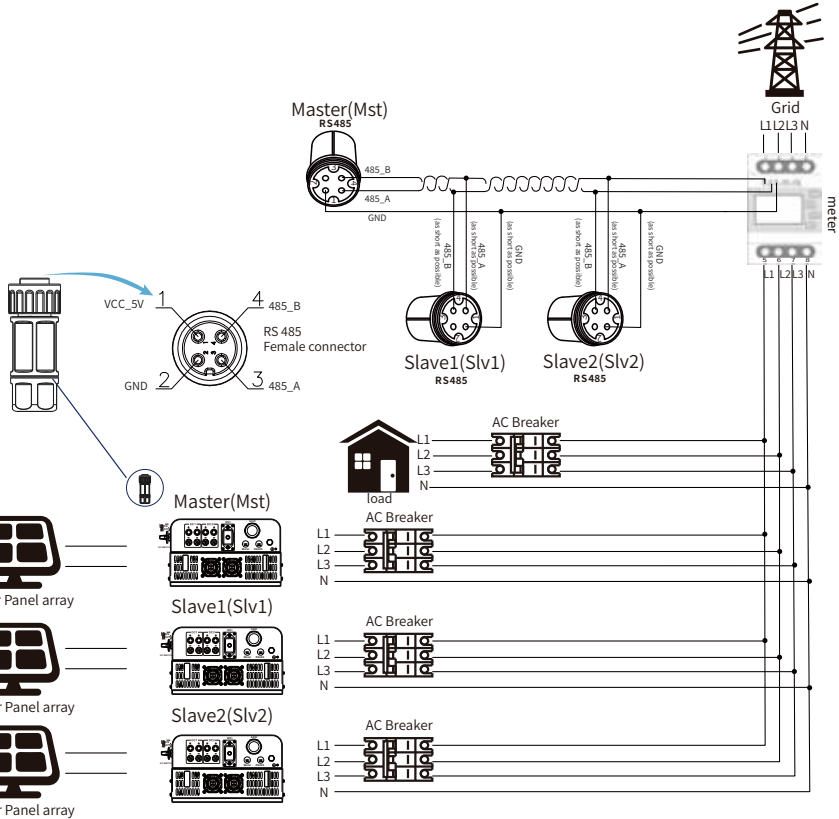 Grid
L1 L2 L3 N
Master(Mst)
RS485
485_B
485_A
GND
meter
485_B
(as short as possible)
485_A
(as short as possible)
GND
(as short as possible)
485_B
(as short as possible)
485_A
(as short as possible)
GND
(as short as possible)
5 6 7 8
L1 L2 L3 N
VCC_5V 1
4 485_B
RS 485
Female connector
GND 2
3 485_A
Slave1(Slv1)
RS485
Slave2(Slv2)
RS485
AC Breaker
L1
L2
L3
N
load
Master(Mst)
AC Breaker
L1
L2
L3
N
Panel array
Slave1(Slv1)
AC Breaker
L1
L2
L3
N
Panel array
Slave2(Slv2)
AC Breaker
L1
L2
L3
N
Panel array